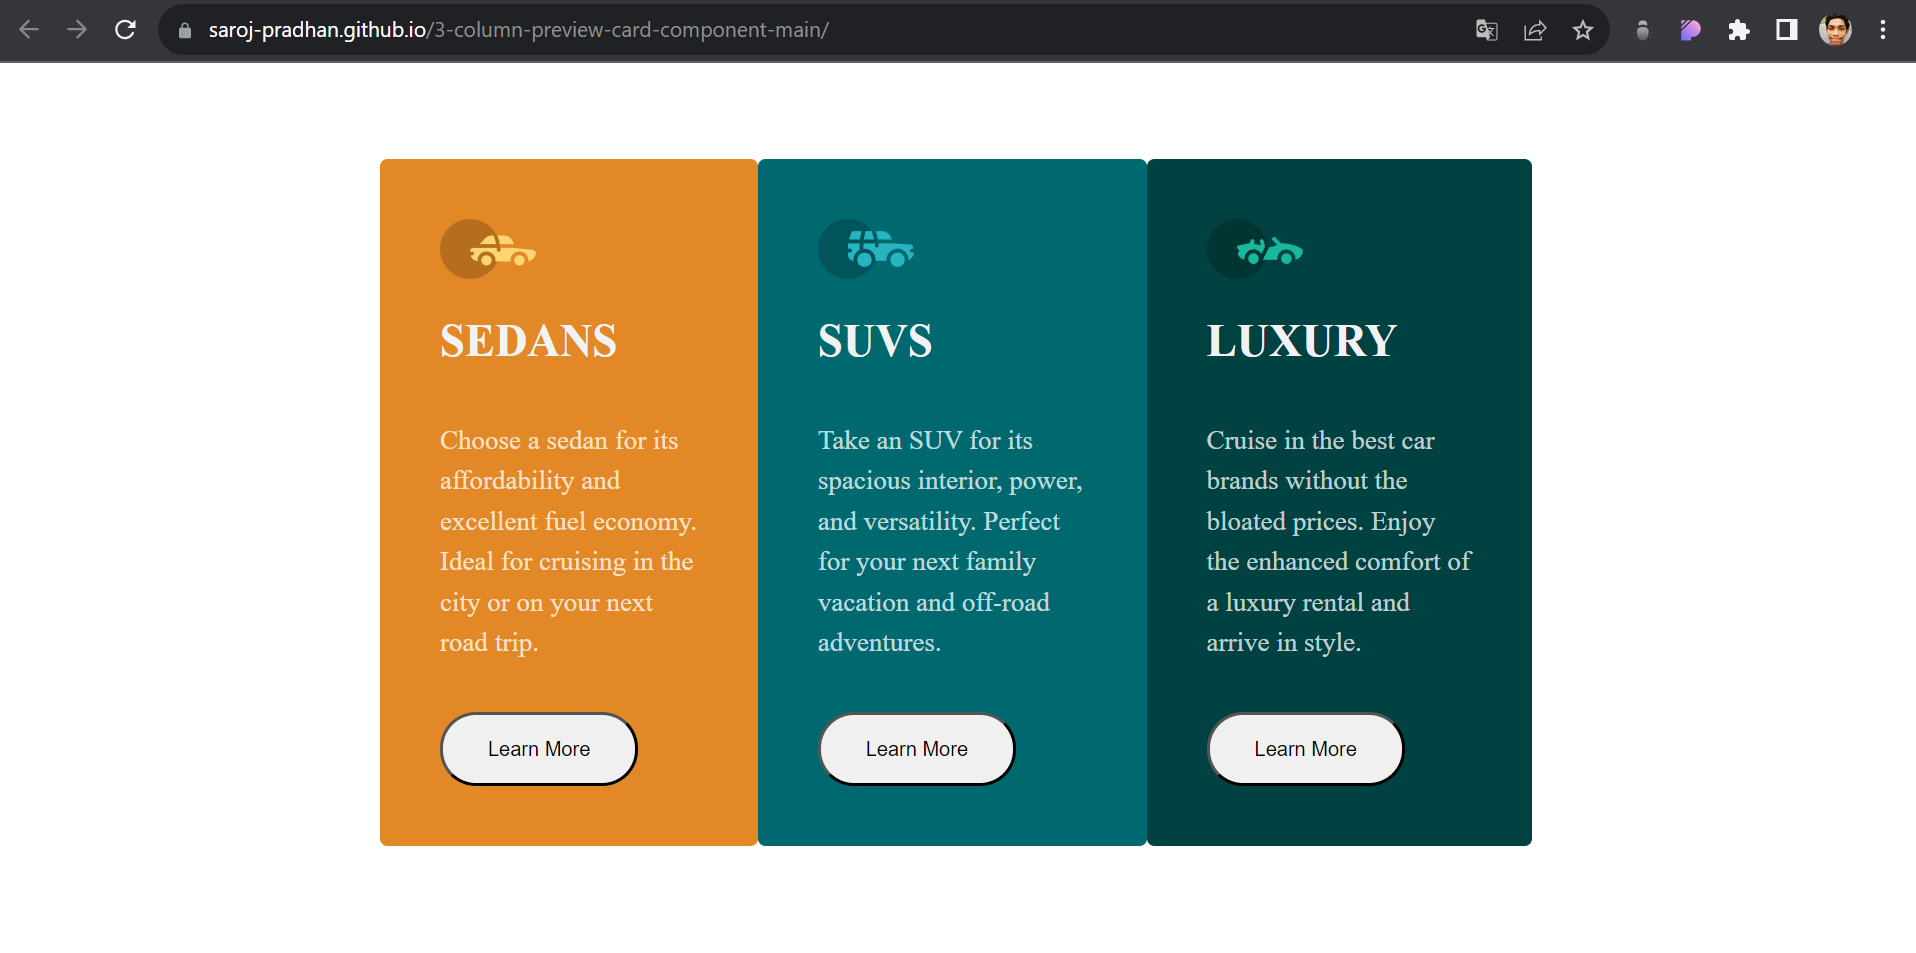 saroj-pradhan.github.io/3-column-preview-card-component-main/
SEDANS
Choose a sedan for its
affordability and
excellent fuel economy.
Ideal for cruising in the
city or on your next
road trip.
Learn More
SUVS
Take an SUV for its
spacious interior, power,
and versatility. Perfect
for your next family
vacation and off-road
adventures.
Learn More
LUXURY
Cruise in the best car
brands without the
bloated prices. Enjoy
the enhanced comfort of
a luxury rental and
arrive in style.
Learn More